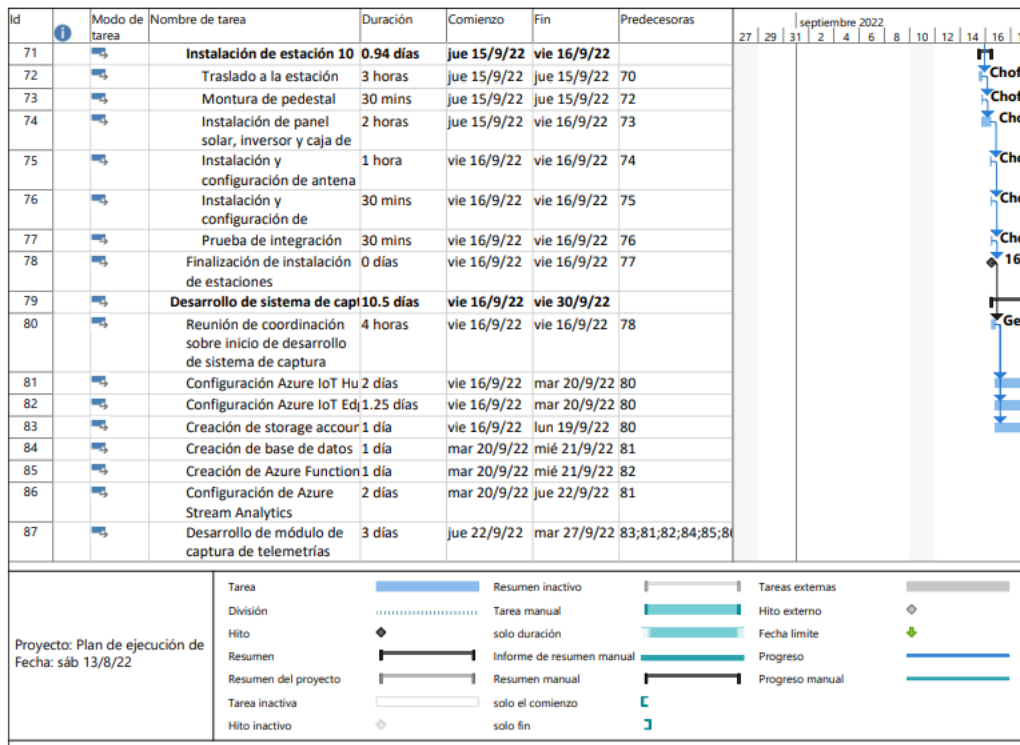 Id Modo de tarea Nombre de tarea Duración Comienzo Fin Predecesoras
septiembre 2022
27 29 31 2 4 6 8 10 12 14 16 1
71 Instalación de estación 10 0.94 días jue 15/9/22 vie 16/9/22
72 Traslado a la estación 3 horas jue 15/9/22 jue 15/9/22 70 Chof
73 Montura de pedestal 30 mins jue 15/9/22 jue 15/9/22 72 Chof
74 Instalación de panel 2 horas jue 15/9/22 vie 16/9/22 73 Cho
solar, inversor y caja de
75 Instalación y 1 hora vie 16/9/22 vie 16/9/22 74 Cho
configuración de antena
76 Instalación y 30 mins vie 16/9/22 vie 16/9/22 75 Cho
configuración de
77 Prueba de integración 30 mins vie 16/9/22 vie 16/9/22 76 Cho
78 Finalización de instalación 0 días vie 16/9/22 vie 16/9/22 77 16
de estaciones
79 Desarrollo de sistema de capt 10.5 días vie 16/9/22 vie 30/9/22
80 Reunión de coordinación 4 horas vie 16/9/22 vie 16/9/22 78 Ge
sobre inicio de desarrollo
de sistema de captura
81 Configuración Azure IoT Hu 2 días vie 16/9/22 mar 20/9/22 80
82 Configuración Azure IoT Edg 1.25 días vie 16/9/22 mar 20/9/22 80
83 Creación de storage accour 1 día vie 16/9/22 lun 19/9/22 80
84 Creación de base de datos 1 día mar 20/9/22 mié 21/9/22 81
85 Creación de Azure Function 1 día mar 20/9/22 mié 21/9/22 82
86 Configuración de Azure 2 días mar 20/9/22 jue 22/9/22 81
Stream Analytics
87 Desarrollo de módulo de 3 días jue 22/9/22 mar 27/9/22 83;81;82;84;85;86
captura de telemetrías
Proyecto: Plan de ejecución de
Fecha: sáb 13/8/22
Tarea Resumen inactivo Tareas externas
División Tarea manual Hito externo
Hito solo duración Fecha límite
Resumen Informe de resumen manual Progreso
Resumen del proyecto Resumen manual Progreso manual
Tarea inactiva solo el comienzo
Hito inactivo solo fin